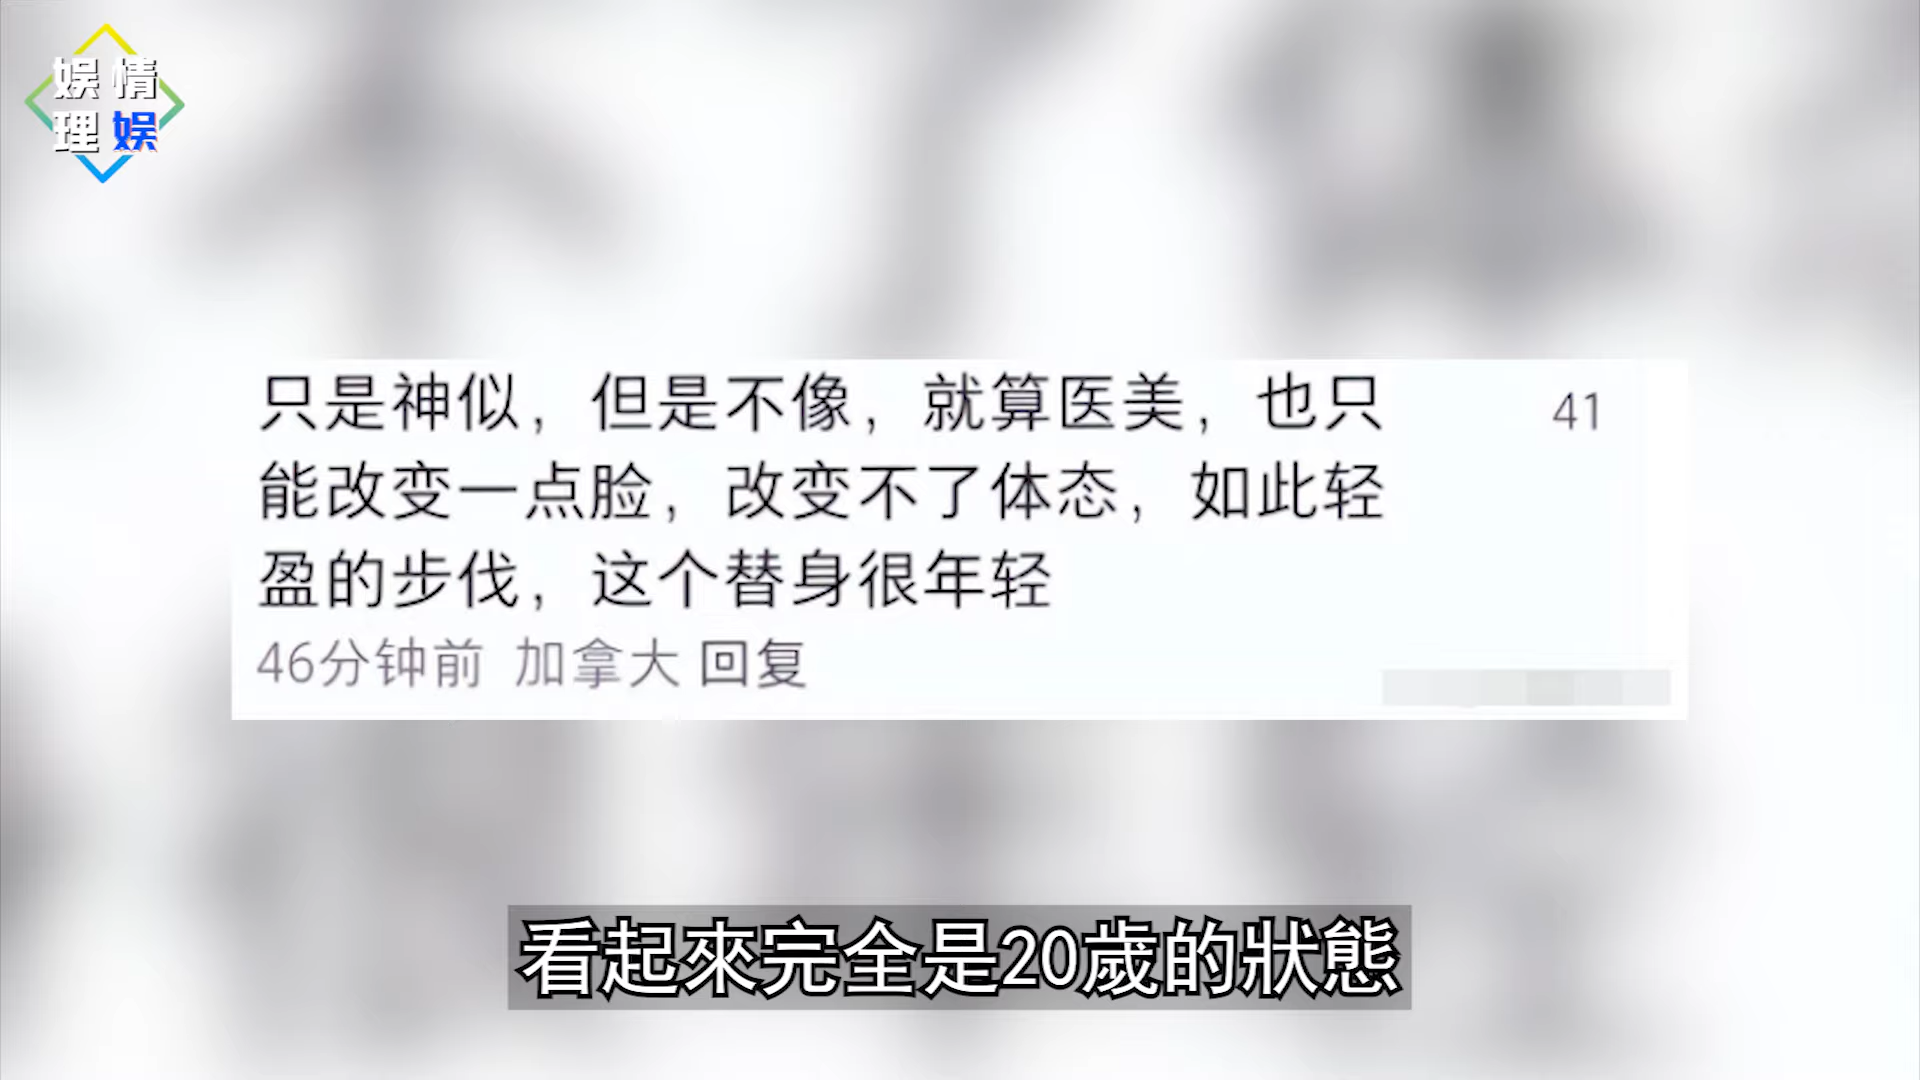 娱情
理娱
只是神似，但是不像，就算医美，也只
41
能改变一点脸，改变不了体态，如此轻
盈的步伐，这个替身很年轻
46分钟前 加拿大 回复
看起來完全是20歲的狀態